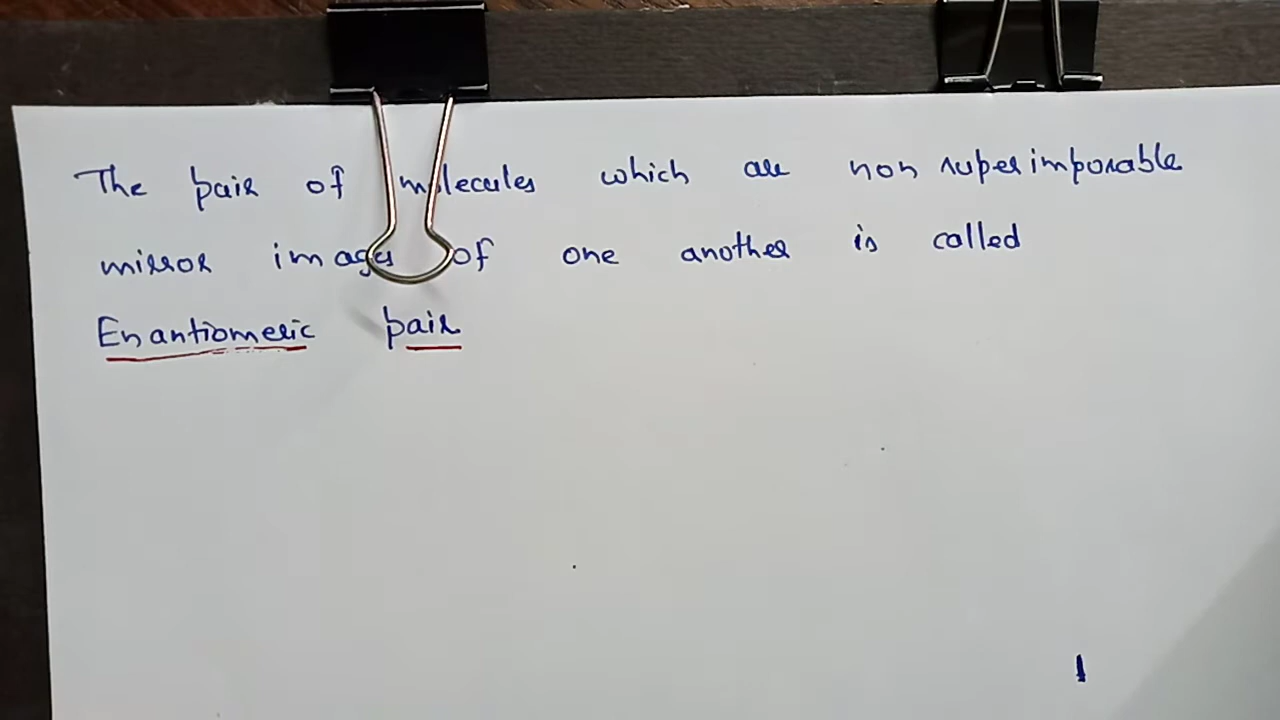 The pair of molecules which are non superimposable
mirror images of one another is called
Enantiomeric pair